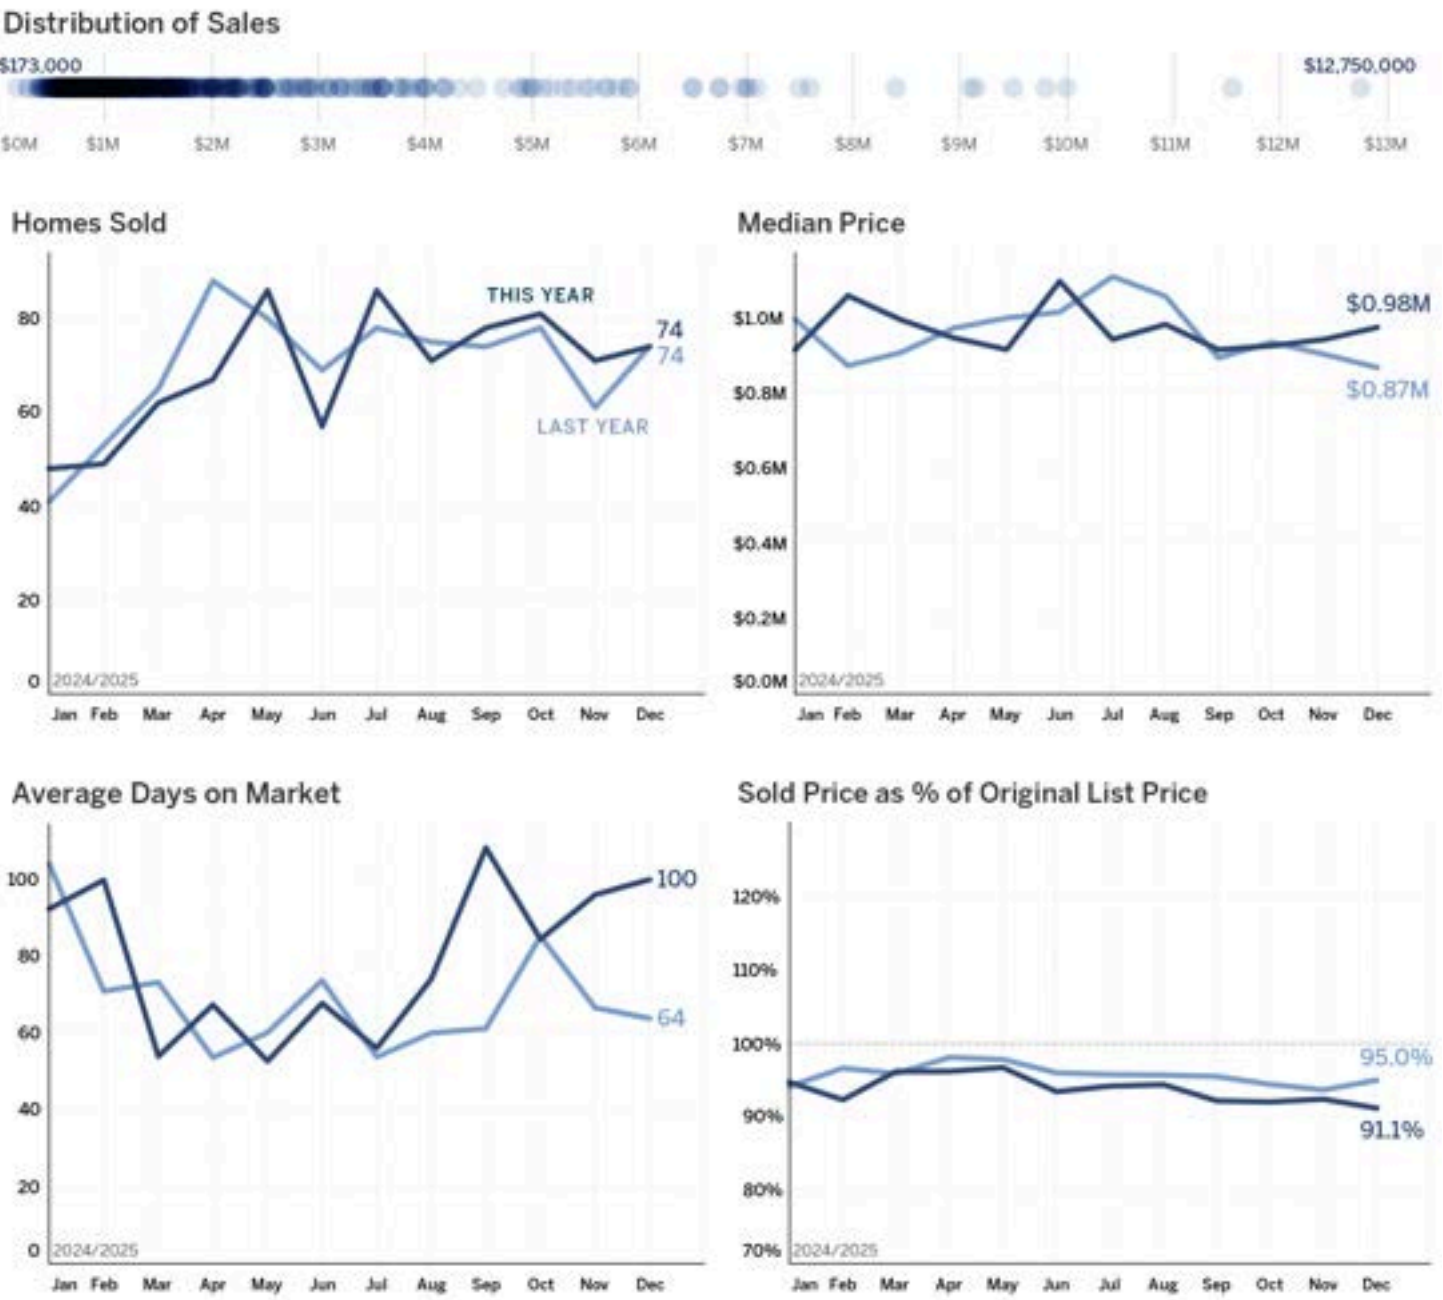 Distribution of Sales
$173,000
$12,750,000
$0M $1M $2M $3M $4M $5M $6M $7M $8M $9M $10M $11M $12M $13M
Homes Sold
80
60
40
20
0
THIS YEAR
74
74
LAST YEAR
2024/2025
Jan Feb Mar Apr May Jun Jul Aug Sep Oct Nov Dec
Median Price
$1.0M
$0.8M
$0.6M
$0.4M
$0.2M
$0.0M
$0.98M
$0.87M
2024/2025
Jan Feb Mar Apr May Jun Jul Aug Sep Oct Nov Dec
Average Days on Market
100
80
60
40
20
0
100
64
2024/2025
Jan Feb Mar Apr May Jun Jul Aug Sep Oct Nov Dec
Sold Price as % of Original List Price
120%
110%
100%
90%
80%
70%
95.0%
91.1%
2024/2025
Jan Feb Mar Apr May Jun Jul Aug Sep Oct Nov Dec